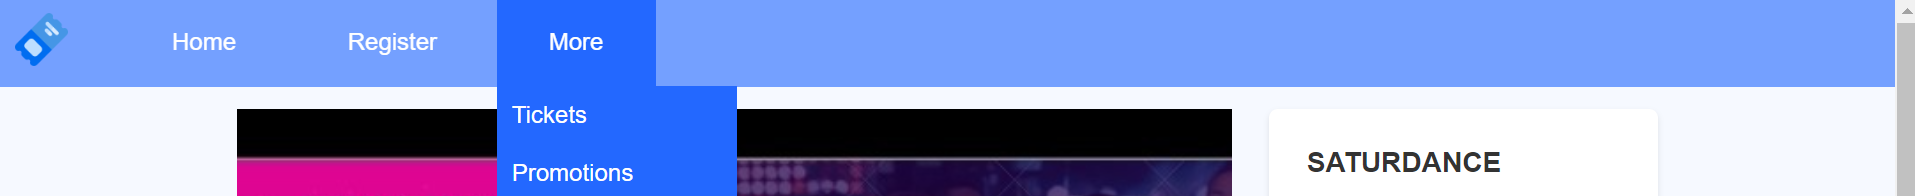 Home Register More
Tickets
Promotions
SATURDANCE